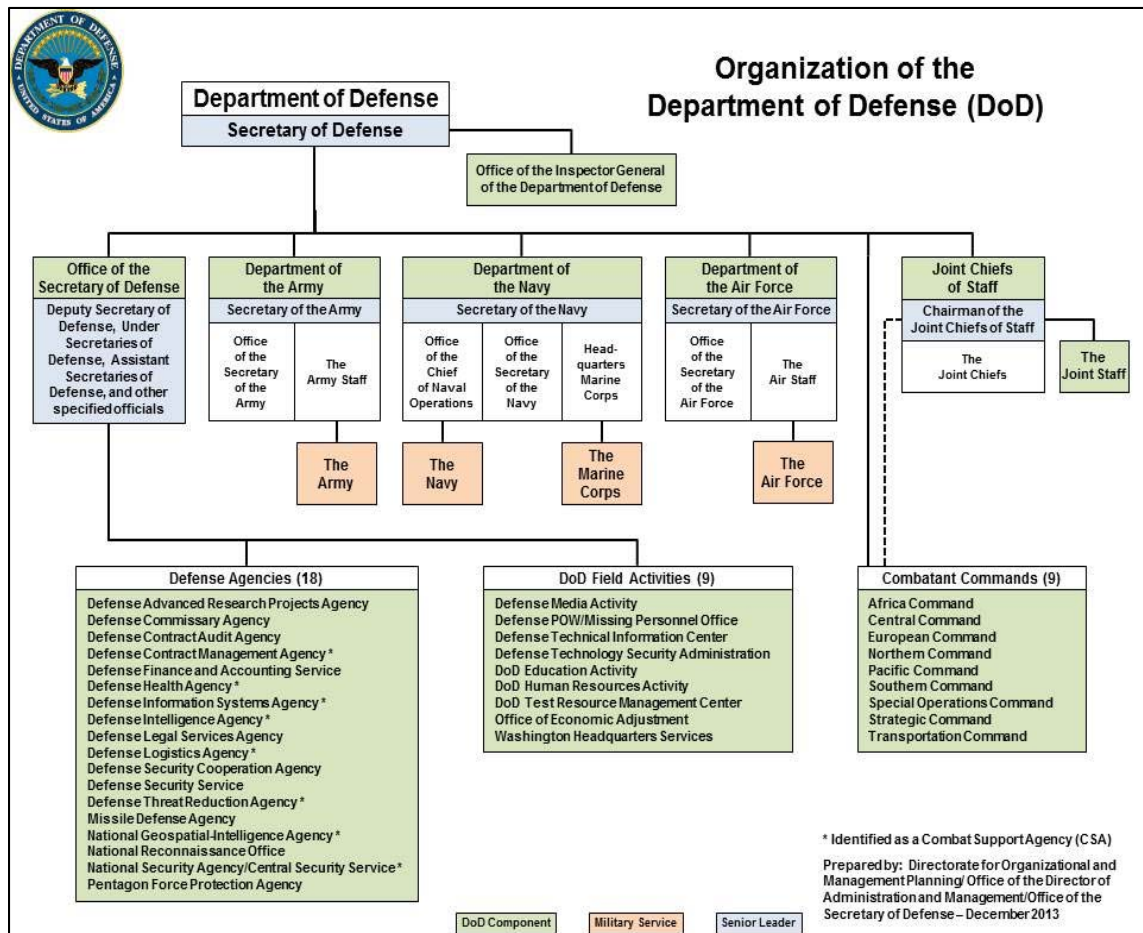 DEPARTMENT OF DEFENSE
UNITED STATES OF AMERICA
Organization of the
Department of Defense (DoD)
Department of Defense
Secretary of Defense
Office of the Inspector General
of the Department of Defense
Office of the
Secretary of Defense
Deputy Secretary of
Defense, Under
Secretaries of
Defense, Assistant
Secretaries of
Defense, and other
specified officials
Department of
the Army
Secretary of the Army
Office
of the
Secretary
of the
Army
The
Army Staff
The
Army
Department of
the Navy
Secretary of the Navy
Office
of the
Chief
of Naval
Operations
Office
of the
Secretary
of the
Navy
Head-
quarters
Marine
Corps
The
Navy
The
Marine
Corps
Department of
the Air Force
Secretary of the Air Force
Office
of the
Secretary
of the
Air Force
The
Air Staff
The
Air Force
Joint Chiefs
of Staff
Chairman of the
Joint Chiefs of Staff
The
Joint Chiefs
The
Joint Staff
Defense Agencies (18)
Defense Advanced Research Projects Agency
Defense Commissary Agency
Defense Contract Audit Agency
Defense Contract Management Agency *
Defense Finance and Accounting Service
Defense Health Agency *
Defense Information Systems Agency *
Defense Intelligence Agency *
Defense Legal Services Agency
Defense Logistics Agency *
Defense Security Cooperation Agency
Defense Security Service
Defense Threat Reduction Agency *
Missile Defense Agency
National Geospatial-Intelligence Agency *
National Reconnaissance Office
National Security Agency/Central Security Service *
Pentagon Force Protection Agency
DoD Field Activities (9)
Defense Media Activity
Defense POW/Missing Personnel Office
Defense Technical Information Center
Defense Technology Security Administration
DoD Education Activity
DoD Human Resources Activity
DoD Test Resource Management Center
Office of Economic Adjustment
Washington Headquarters Services
Combatant Commands (9)
Africa Command
Central Command
European Command
Northern Command
Pacific Command
Southern Command
Special Operations Command
Strategic Command
Transportation Command
* Identified as a Combat Support Agency (CSA)
Prepared by: Directorate for Organizational and
Management Planning/ Office of the Director of
Administration and Management/Office of the
Secretary of Defense – December 2013
DoD Component
Military Service
Senior Leader